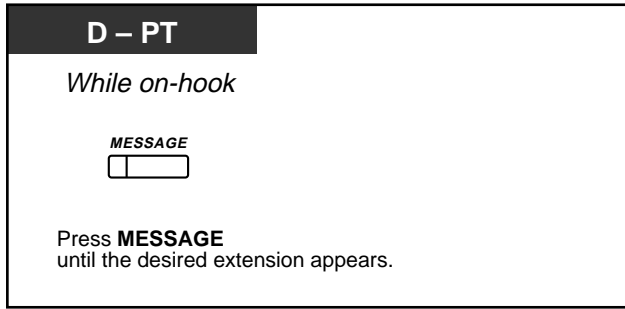 D – PT
While on-hook
MESSAGE
Press MESSAGE
until the desired extension appears.